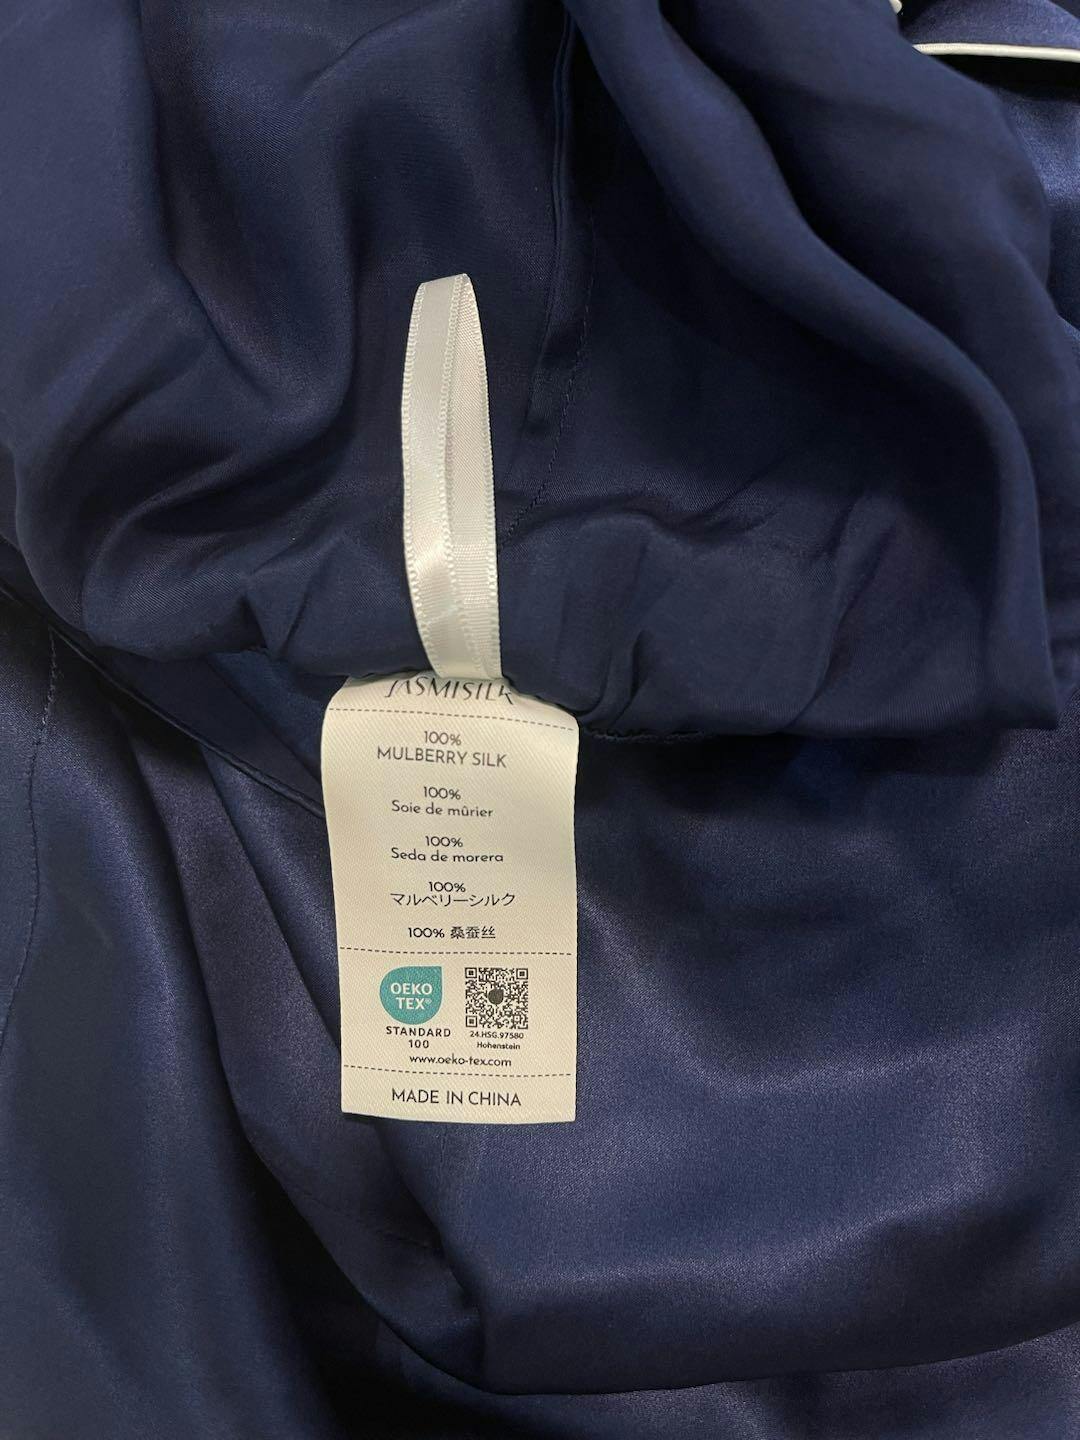 JASMISILK
100%
MULBERRY SILK
100%
Soie de mûrier
100%
Seda de morera
100%
マルベリーシルク
100% 桑蚕丝
OEKO
TEX®
STANDARD
100
24.HSG.97580
Hohenstein
www.oeko-tex.com
MADE IN CHINA